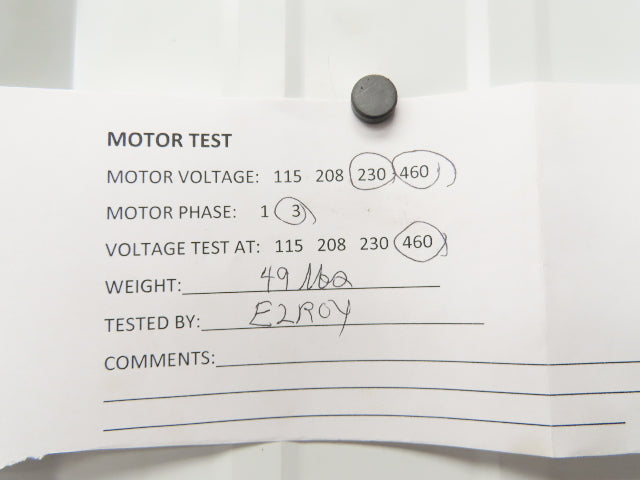 MOTOR TEST
MOTOR VOLTAGE: 115 208 230 460
MOTOR PHASE: 1 3
VOLTAGE TEST AT: 115 208 230 460
WEIGHT: 49 lbs
TESTED BY: ELROY
COMMENTS: